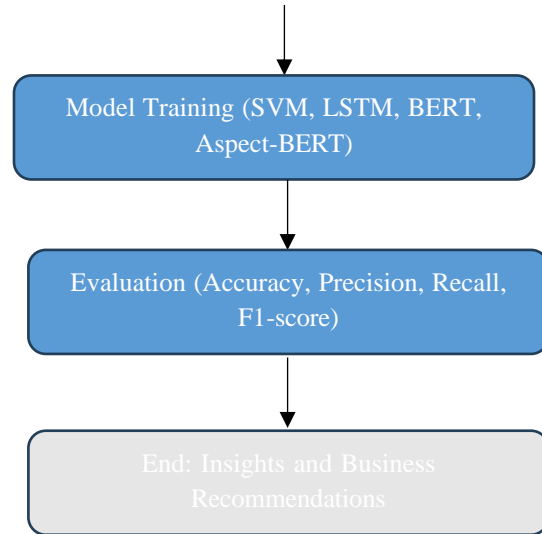 Model Training (SVM, LSTM, BERT,
Aspect-BERT)
Evaluation (Accuracy, Precision, Recall,
F1-score)
End: Insights and Business
Recommendations